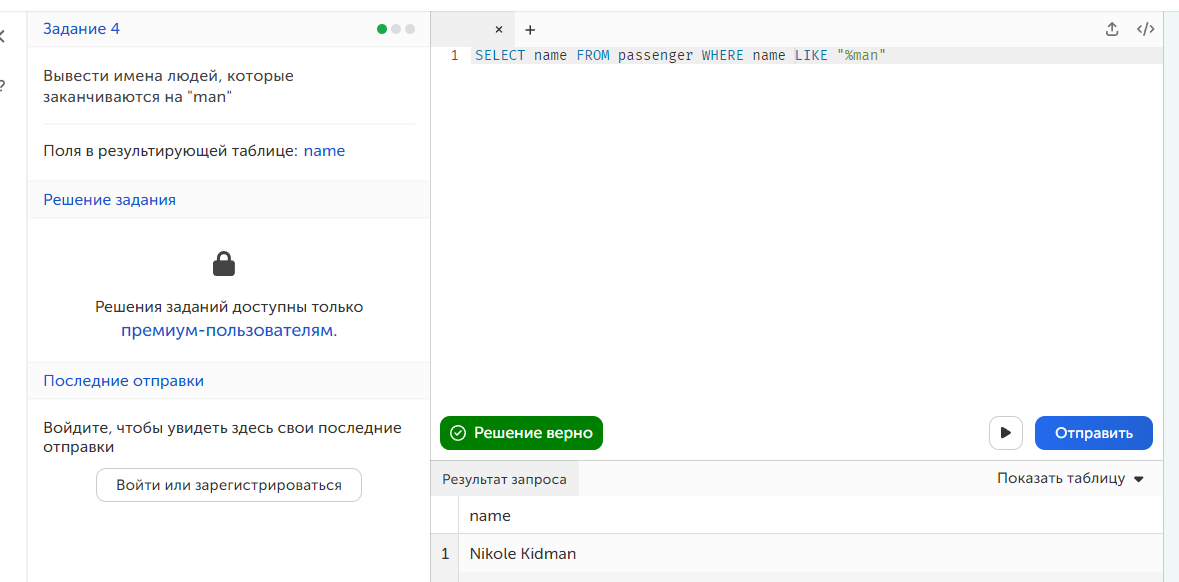 Задание 4
Вывести имена людей, которые
заканчиваются на "man"
Поля в результирующей таблице: name
Решение задания
Решения заданий доступны только
премиум-пользователям.
Последние отправки
Войдите, чтобы увидеть здесь свои последние
отправки
Войти или зарегистрироваться
× +
</>
1 SELECT name FROM passenger WHERE name LIKE "%man"
Решение верно
Отправить
Результат запроса
Показать таблицу
name
1 Nikole Kidman
?